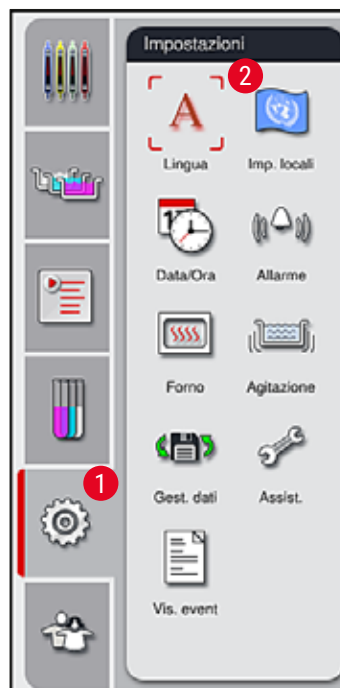 Impostazioni
2
A
Lingua Imp. locali
Data/Ora Allarme
Forno Agitazione
1
Gest. dati Assist.
Vis. event